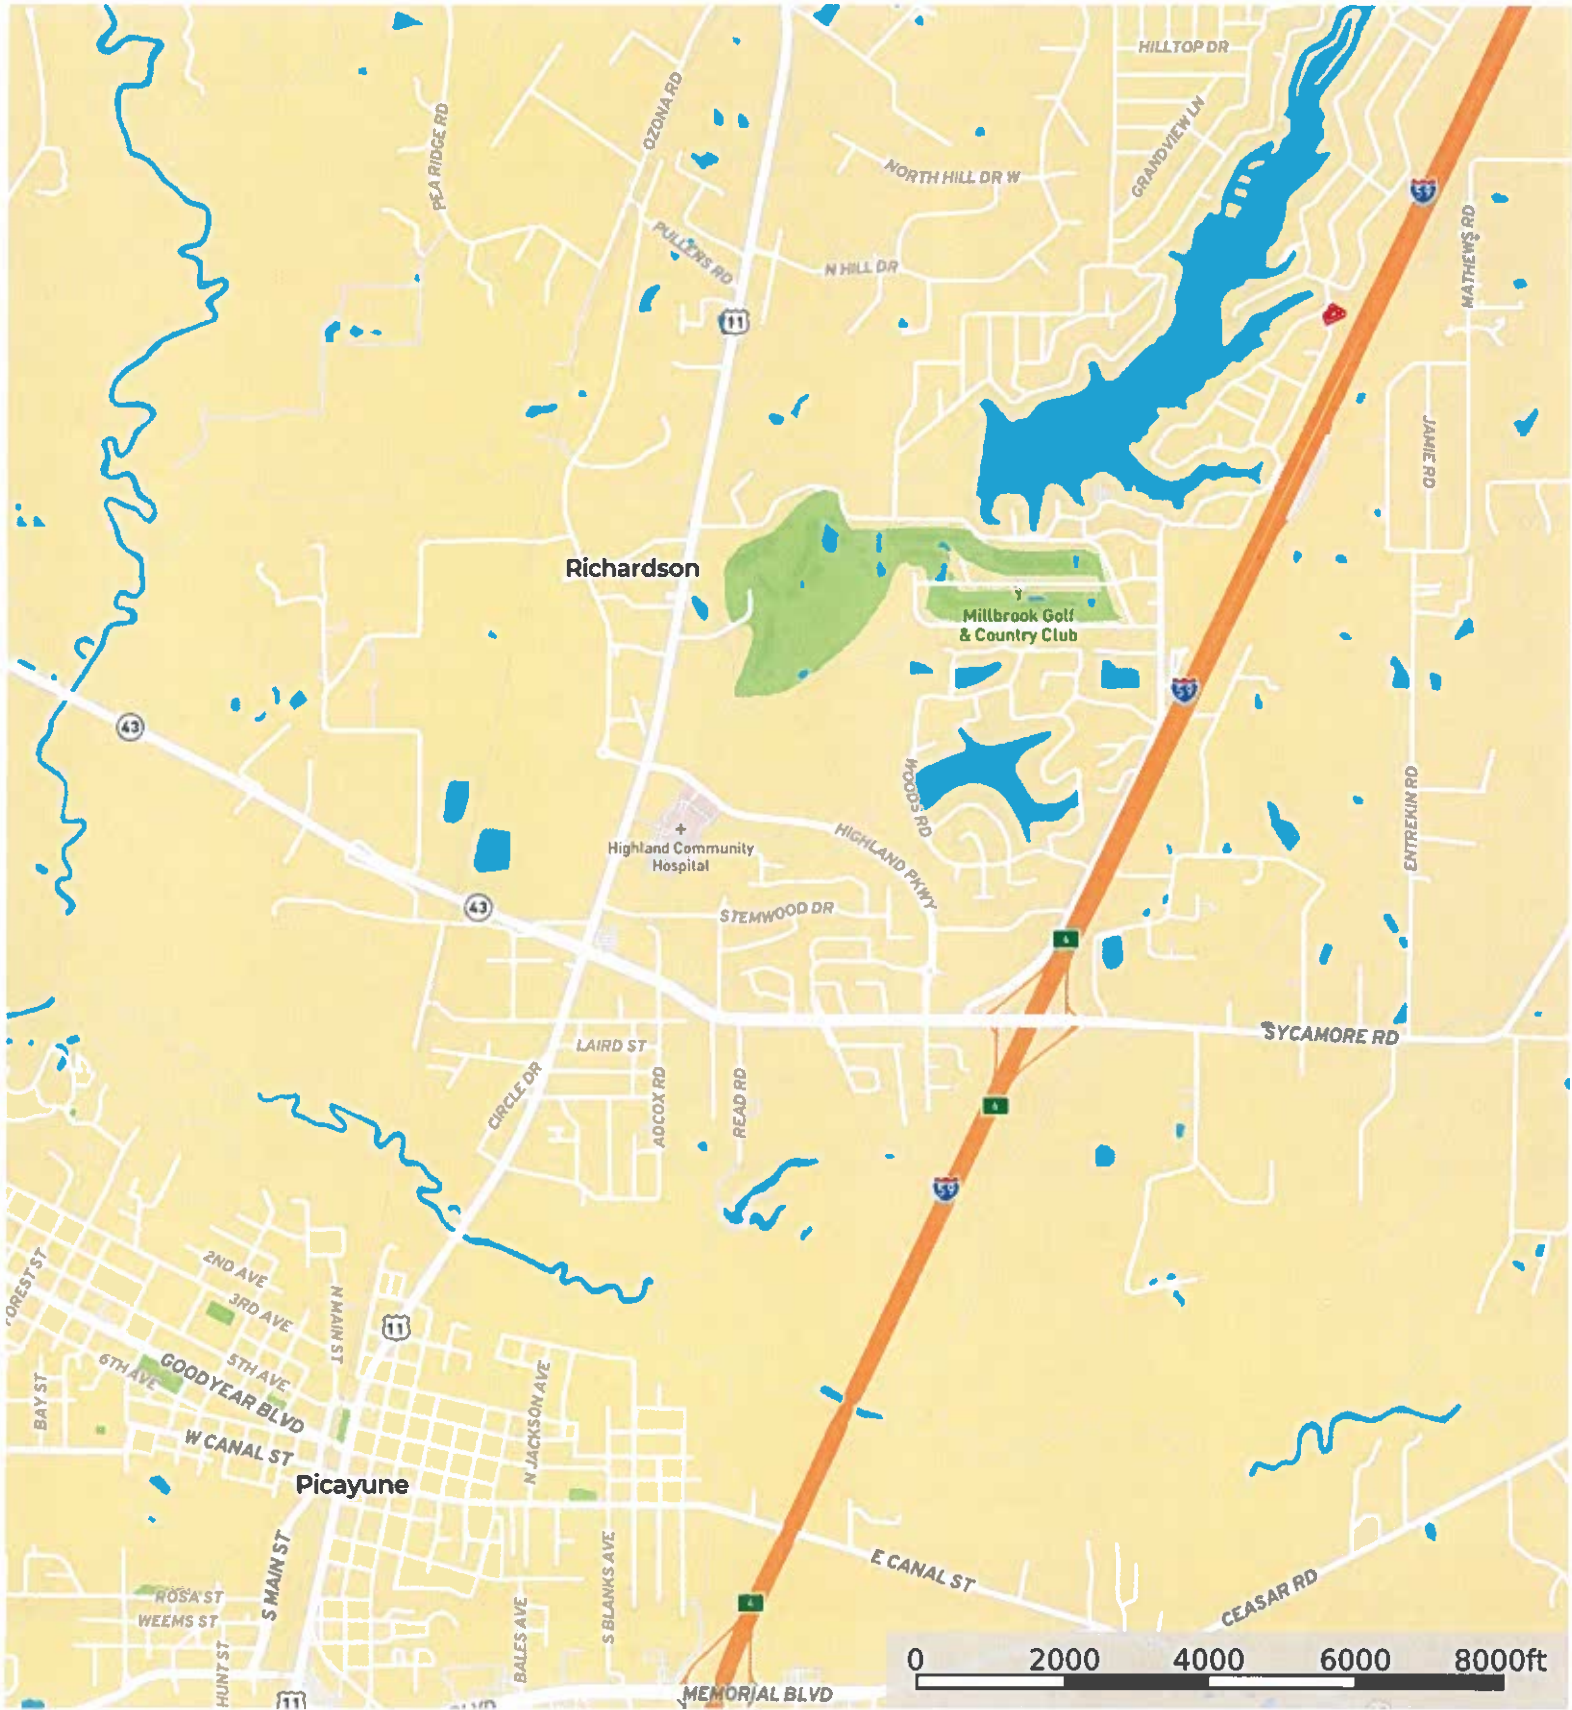 HILLTOP DR
OZONA RD
PEA RIDGE RD
GRANDVIEW LN
NORTH HILL DR W
59
MATHEWS RD
PULLENS RD
N HILL DR
11
JAMIE RD
Richardson
Millbrook Golf
& Country Club
59
43
WOODS RD
ENTREKIN RD
Highland Community
Hospital
HIGHLAND PKWY
43
STEMWOOD DR
SYCAMORE RD
LAIRD ST
CIRCLE DR
ADCOX RD
READ RD
59
FOREST ST
2ND AVE
3RD AVE
N MAIN ST
11
5TH AVE
6TH AVE
GOODYEAR BLVD
BAY ST
N JACKSON AVE
W CANAL ST
Picayune
S MAIN ST
S BLANKS AVE
E CANAL ST
CEASAR RD
ROSA ST
WEEMS ST
BALES AVE
HUNT ST
4
0 2000 4000 6000 8000ft
11
BLVD
MEMORIAL BLVD